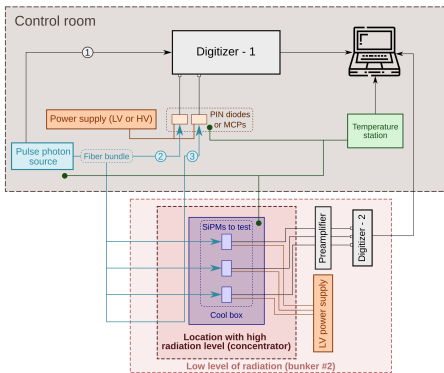 Control room
1
Digitizer - 1
Power supply (LV or HV)
PIN diodes
or MCPs
Pulse photon
source
Fiber bundle
2
3
Temperature
station
SiPMs to test
Cool box
Preamplifier
Digitizer - 2
LV power supply
Location with high
radiation level (concentrator)
Low level of radiation (bunker #2)